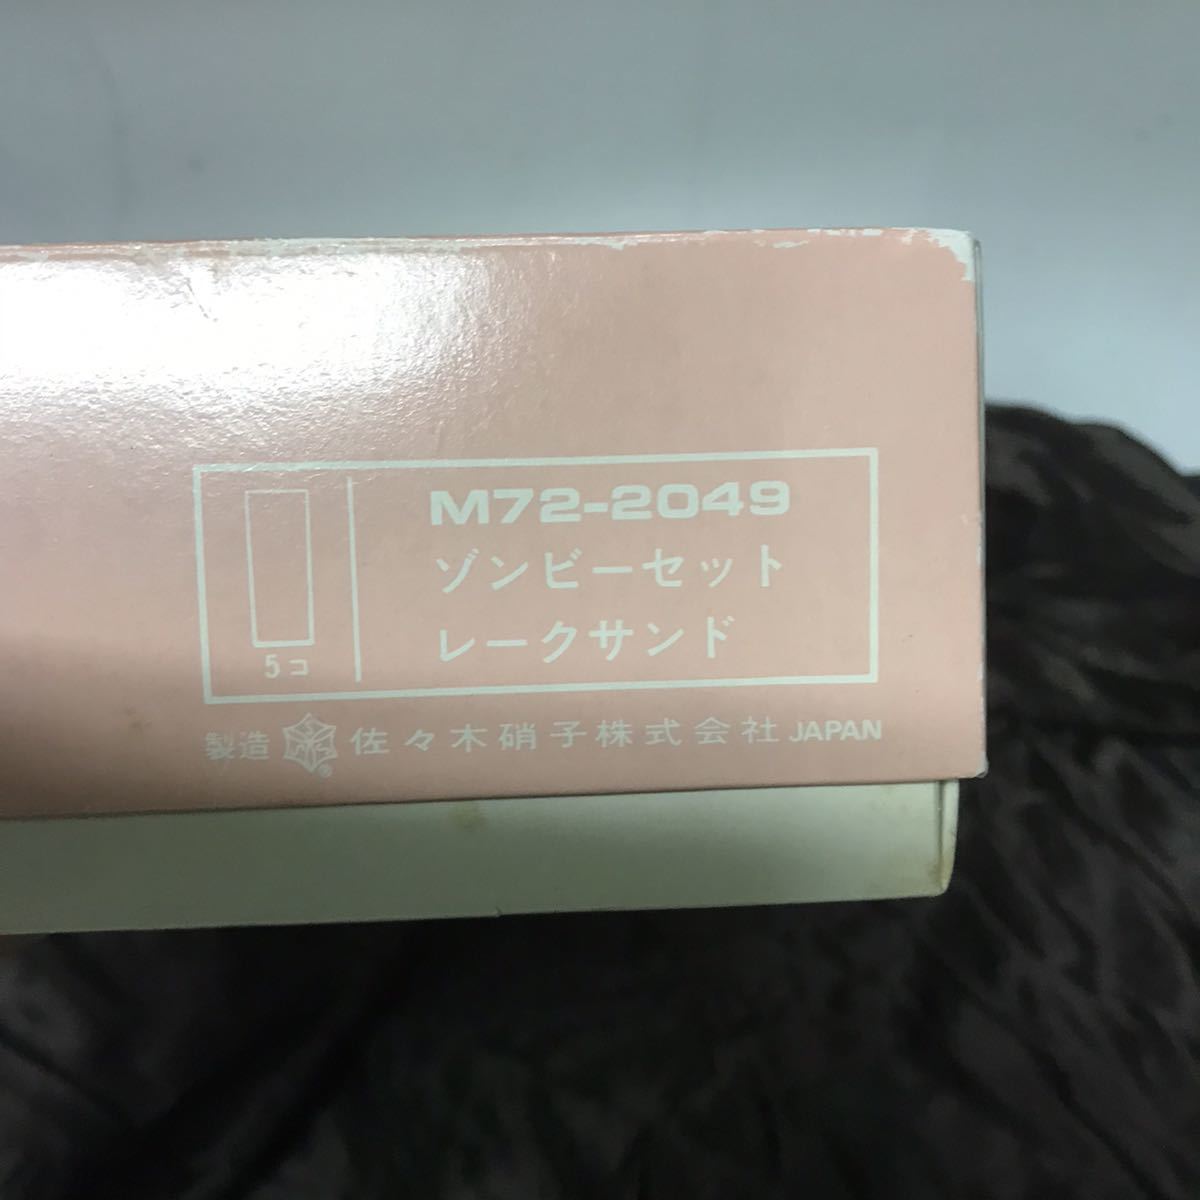 M72-2049
ゾンビーセット
レークサンド
5コ
製造 佐々木硝子株式会社 JAPAN